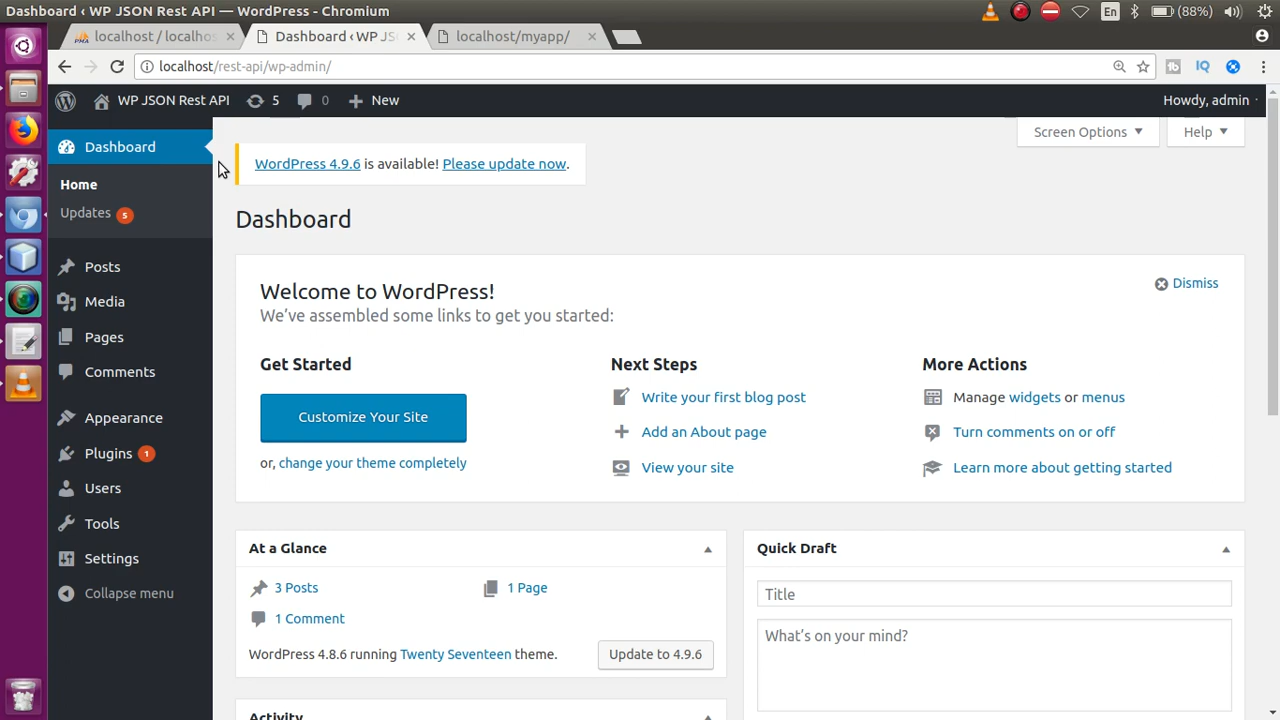 Dashboard ‹ WP JSON Rest API — WordPress - Chromium
En
(88%)
PMA
localhost / localhos
Dashboard ‹ WP JS
localhost/myapp/
localhost/rest-api/wp-admin/
IQ
WP JSON Rest API
5
0
New
Howdy, admin
Dashboard
Home
Updates 5
Posts
Media
Pages
Comments
Appearance
Plugins 1
Users
Tools
Settings
Collapse menu
Screen Options
Help
WordPress 4.9.6 is available! Please update now.
Dashboard
Welcome to WordPress!
We've assembled some links to get you started:
Dismiss
Get Started
Customize Your Site
or, change your theme completely
Next Steps
Write your first blog post
Add an About page
View your site
More Actions
Manage widgets or menus
Turn comments on or off
Learn more about getting started
At a Glance
3 Posts
1 Page
1 Comment
WordPress 4.8.6 running Twenty Seventeen theme.
Update to 4.9.6
Activity
Quick Draft
Title
What's on your mind?